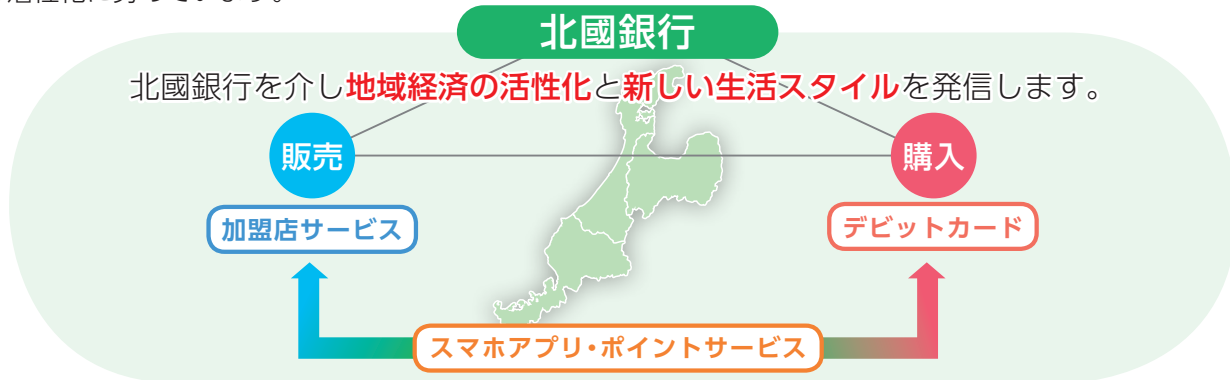 北國銀行
北國銀行を介し地域経済の活性化と新しい生活スタイルを発信します。
販売
購入
加盟店サービス
デビットカード
スマホアプリ・ポイントサービス